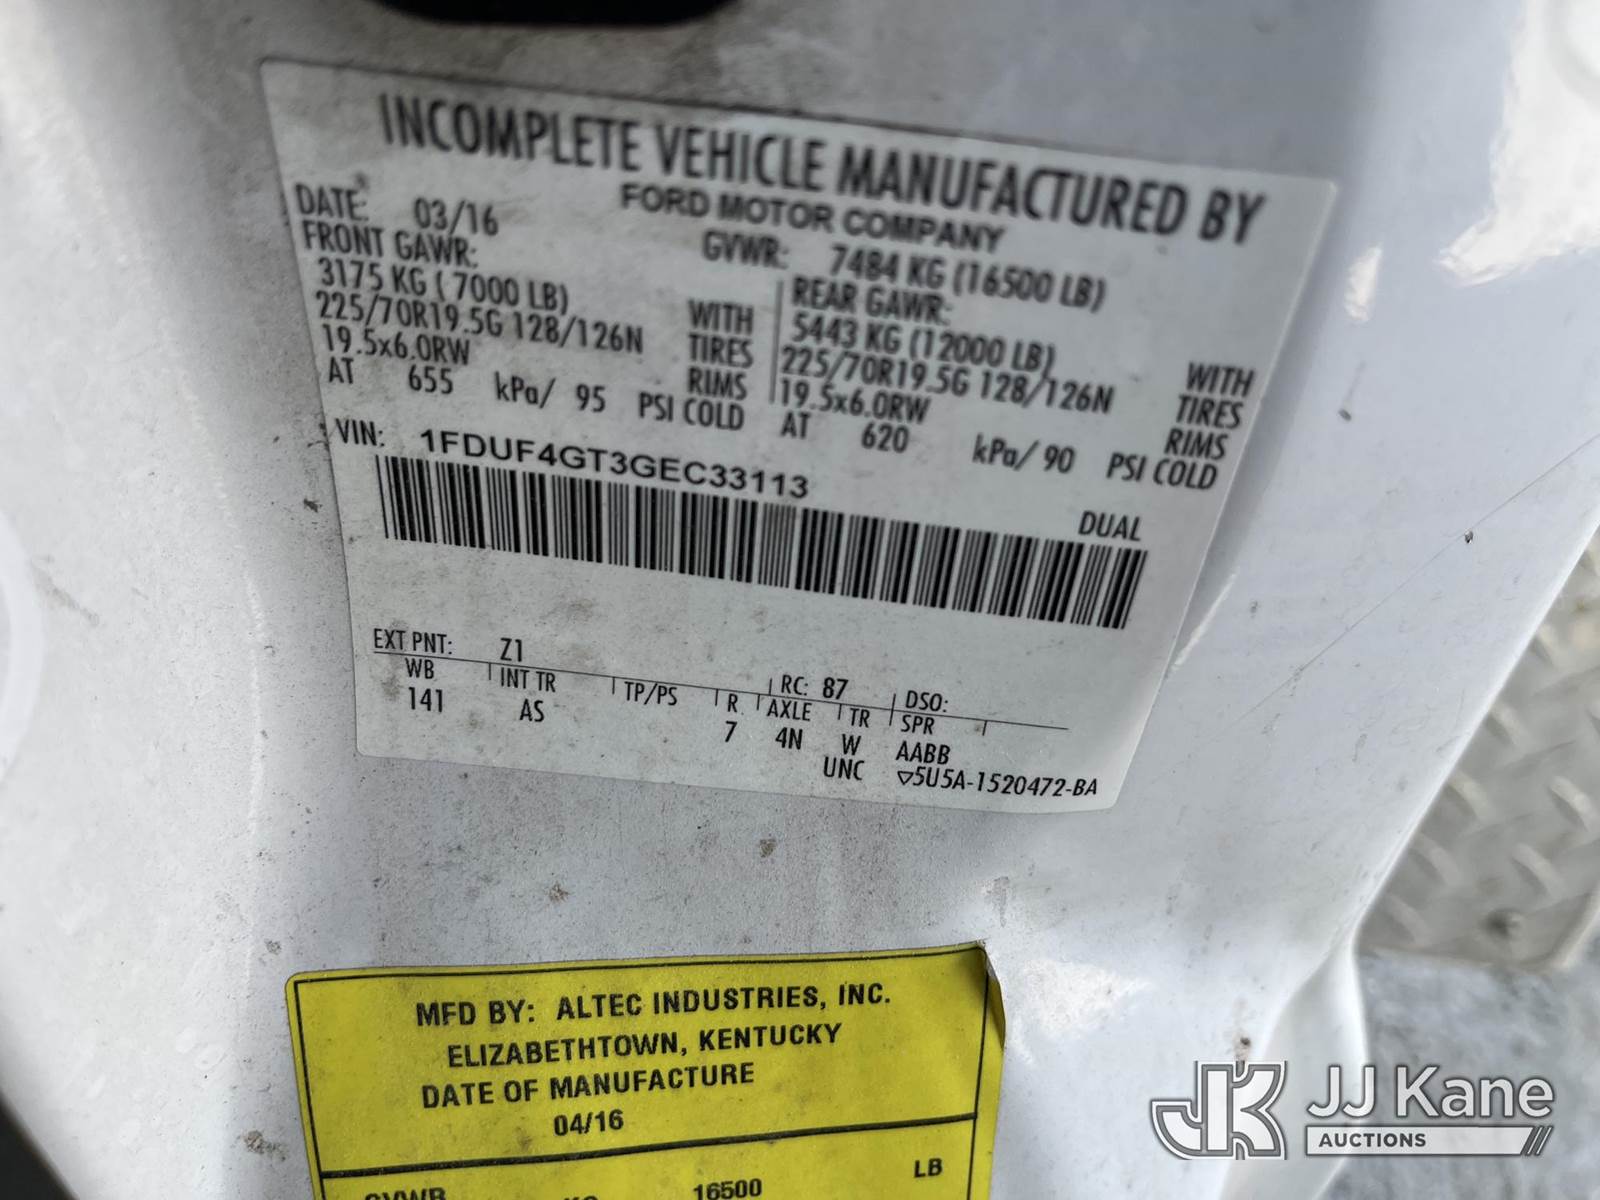 INCOMPLETE VEHICLE MANUFACTURED BY
FORD MOTOR COMPANY
DATE: 03/16 GVWR: 7484 KG (16500 LB)
FRONT GAWR: REAR GAWR:
3175 KG ( 7000 LB) 5443 KG (12000 LB)
225/70R19.5G 128/126N WITH TIRES 225/70R19.5G 128/126N WITH TIRES
19.5x6.0RW RIMS 19.5x6.0RW RIMS
AT 655 kPa/ 95 PSI COLD AT 620 kPa/ 90 PSI COLD
VIN: 1FDUF4GT3GEC33113
DUAL
EXT PNT: Z1 RC: 87 DSO:
WB INT TR TP/PS R AXLE TR SPR
141 AS 7 4N W AABB
UNC ▽5U5A-1520472-BA
MFD BY: ALTEC INDUSTRIES, INC.
ELIZABETHTOWN, KENTUCKY
DATE OF MANUFACTURE
04/16
GVWR KG 16500 LB
JK JJ Kane
AUCTIONS